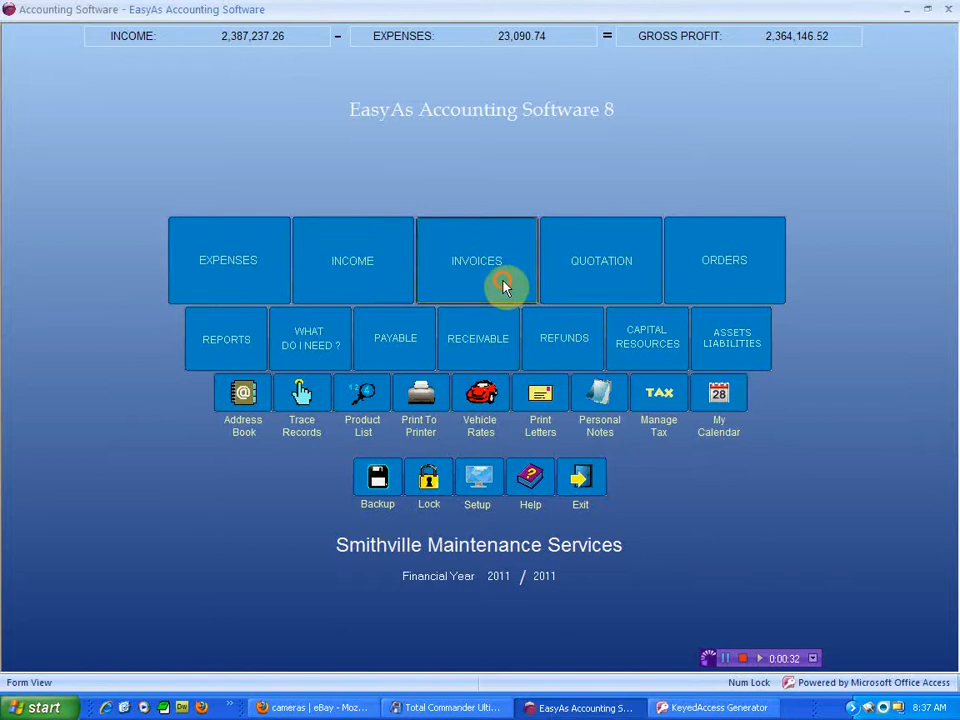 Accounting Software - EasyAs Accounting Software
INCOME: 2,387,237.26 - EXPENSES: 23,090.74 = GROSS PROFIT: 2,364,146.52
EasyAs Accounting Software 8
EXPENSES INCOME INVOICES QUOTATION ORDERS
REPORTS WHAT DO I NEED ? PAYABLE RECEIVABLE REFUNDS CAPITAL RESOURCES ASSETS LIABILITIES
TAX 28
Address Book Trace Records Product List Print To Printer Vehicle Rates Print Letters Personal Notes Manage Tax My Calendar
Backup Lock Setup Help Exit
Smithville Maintenance Services
Financial Year 2011 / 2011
0:00:32
Form View Num Lock Powered by Microsoft Office Access
start Dw » cameras | eBay - Moz... Total Commander Ulti... EasyAs Accounting S... KeyedAccess Generator 8:37 AM